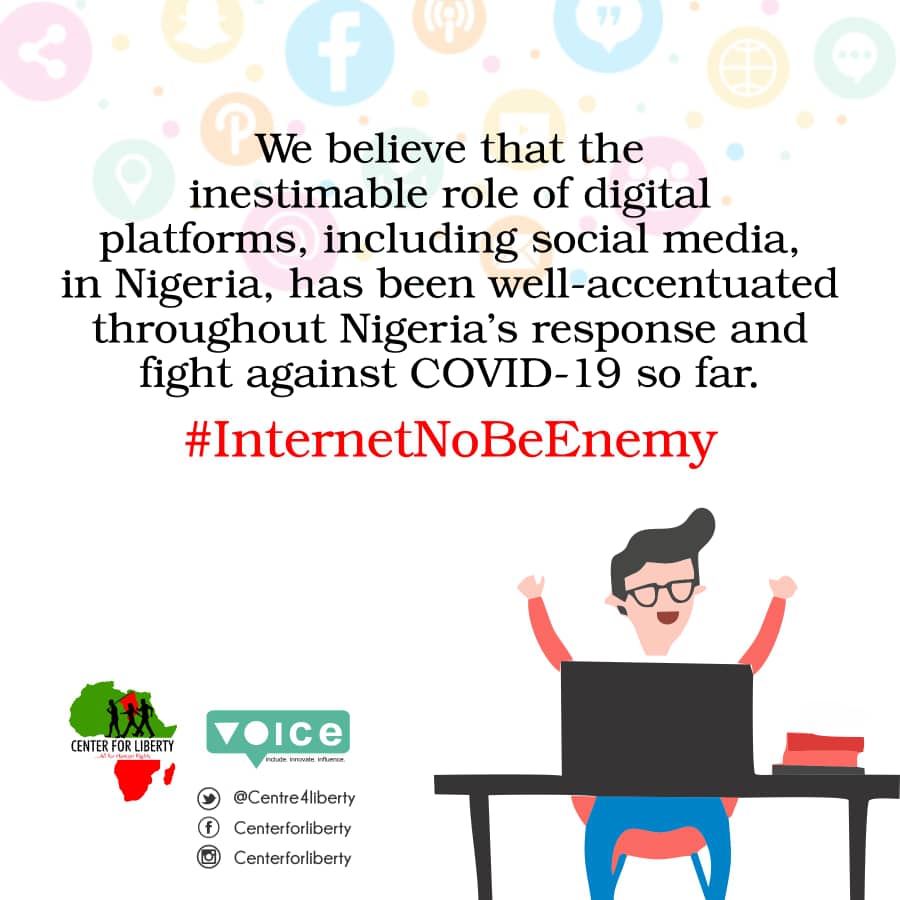 We believe that the
inestimable role of digital
platforms, including social media,
in Nigeria, has been well-accentuated
throughout Nigeria's response and
fight against COVID-19 so far.
#InternetNoBeEnemy
CENTER FOR LIBERTY
...All for Human Rights
VOICE
include. innovate. influence.
@Centre4liberty
Centerforliberty
Centerforliberty